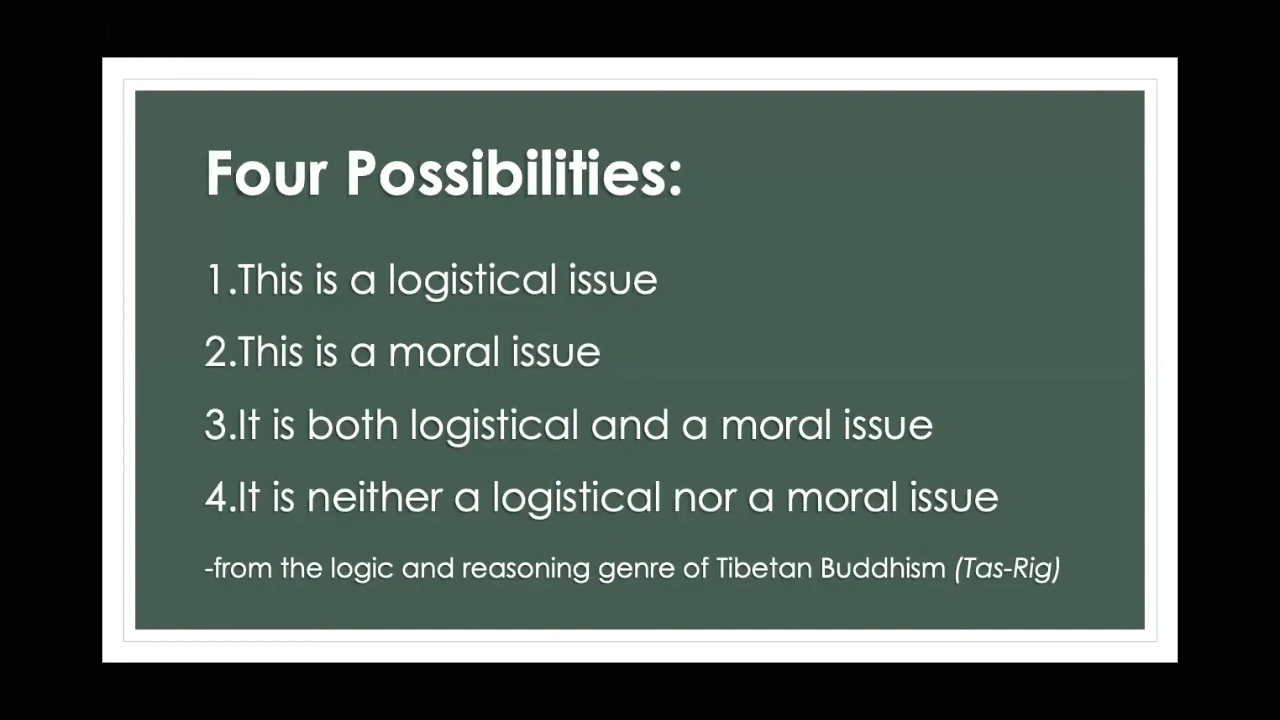 Four Possibilities:
1.This is a logistical issue
2.This is a moral issue
3.It is both logistical and a moral issue
4.It is neither a logistical nor a moral issue
-from the logic and reasoning genre of Tibetan Buddhism (Tas-Rig)